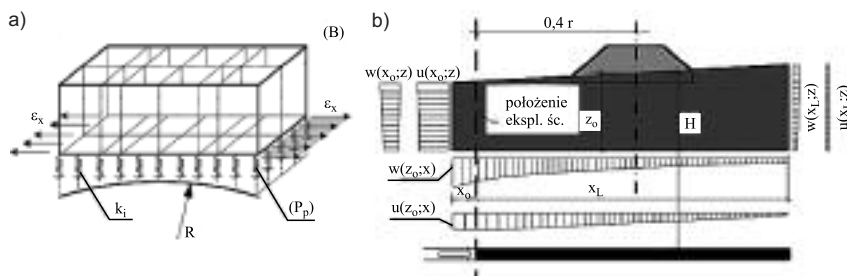 a)
(B)
εx
εx
ki
R
(Pp)
b)
0,4 r
w(xo;z)
u(xo;z)
położenie
ekspl. śc.
zo
H
w(xL;z)
u(xL;z)
w(zo;x)
xo
xL
u(zo;x)